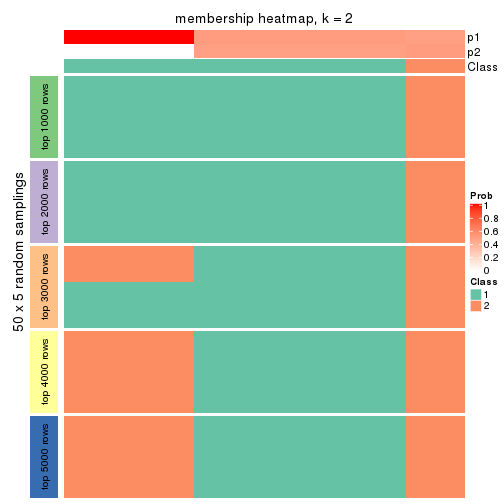 membership heatmap, k = 2
p1
p2
Class
50 x 5 random samplings
top 1000 rows
top 2000 rows
top 3000 rows
top 4000 rows
top 5000 rows
Prob
1
0.8
0.6
0.4
0.2
0
Class
1
2